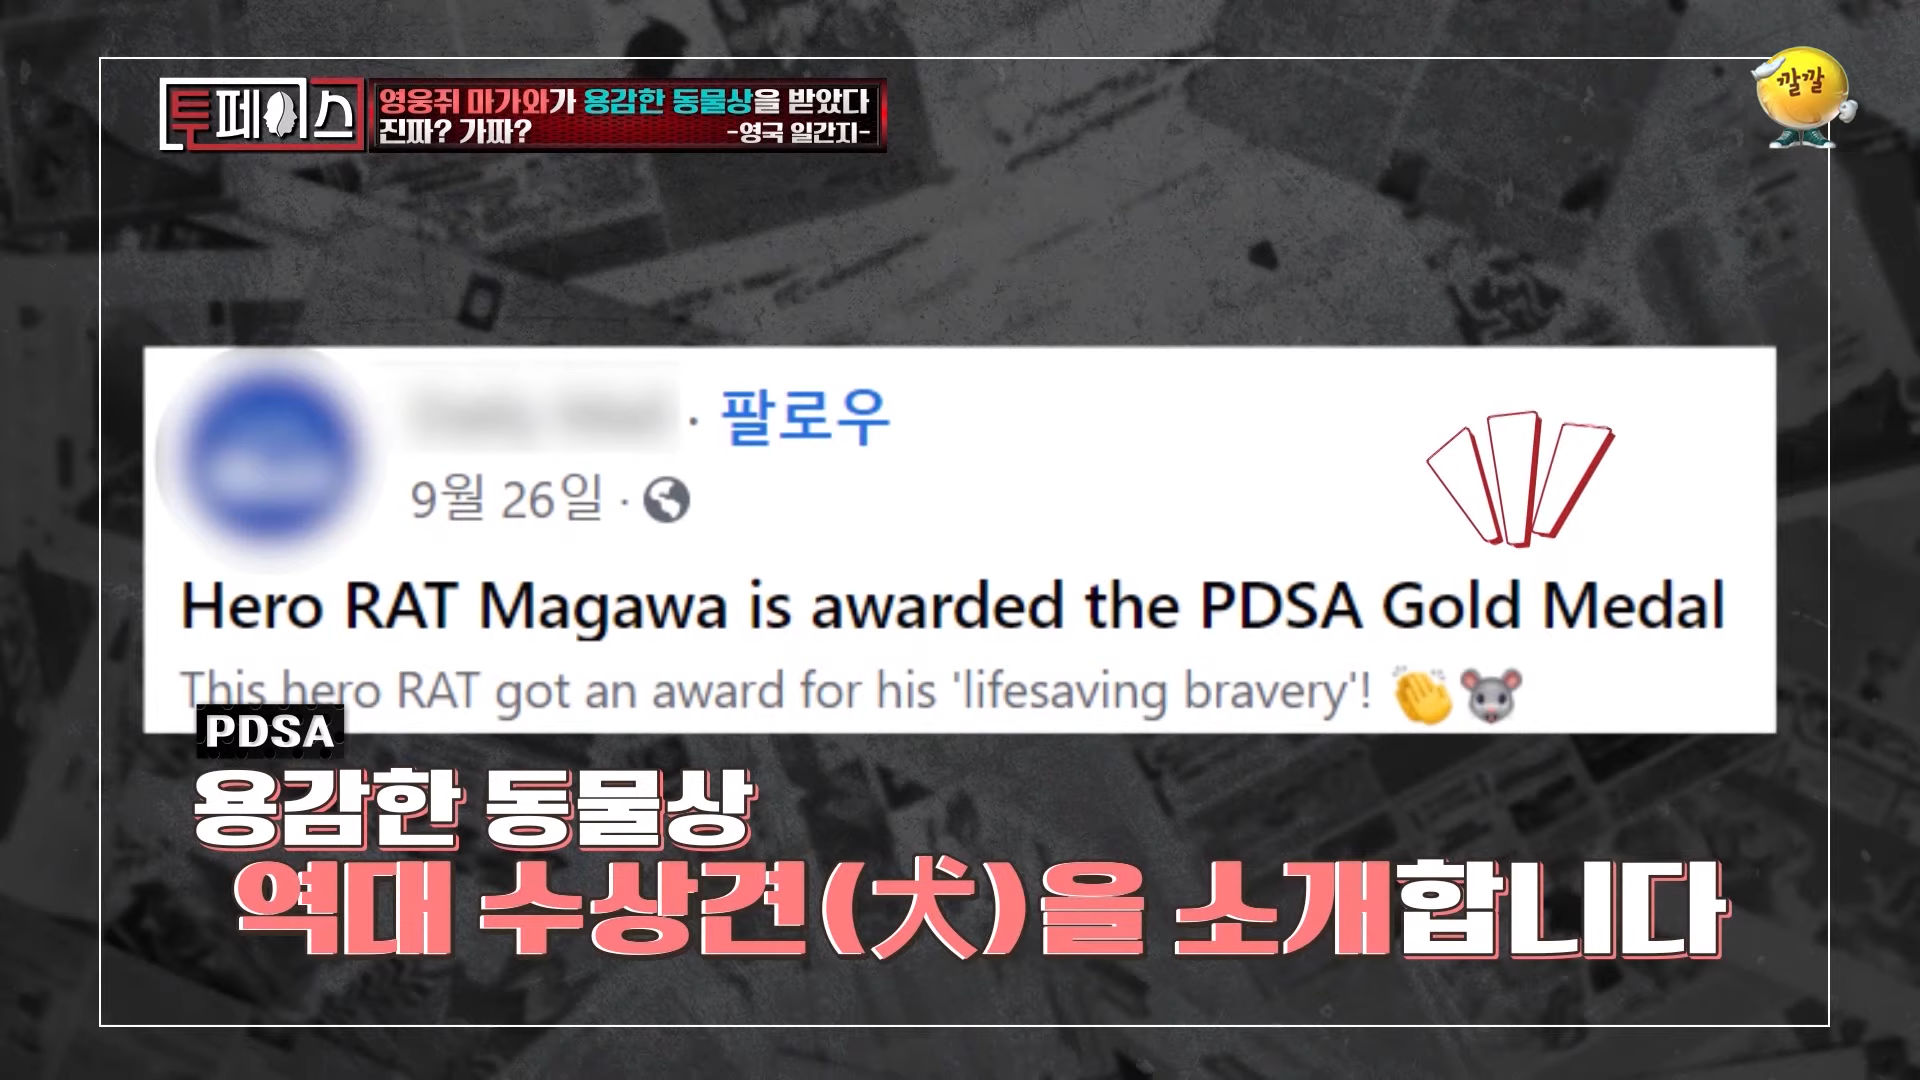 투페이스
영웅쥐 마가와가 용감한 동물상을 받았다
진짜? 가짜? -영국 일간지-
깔깔
· 팔로우
9월 26일 ·
Hero RAT Magawa is awarded the PDSA Gold Medal
This hero RAT got an award for his 'lifesaving bravery'! 👏🐭
PDSA
용감한 동물상
역대 수상견(犬)을 소개합니다